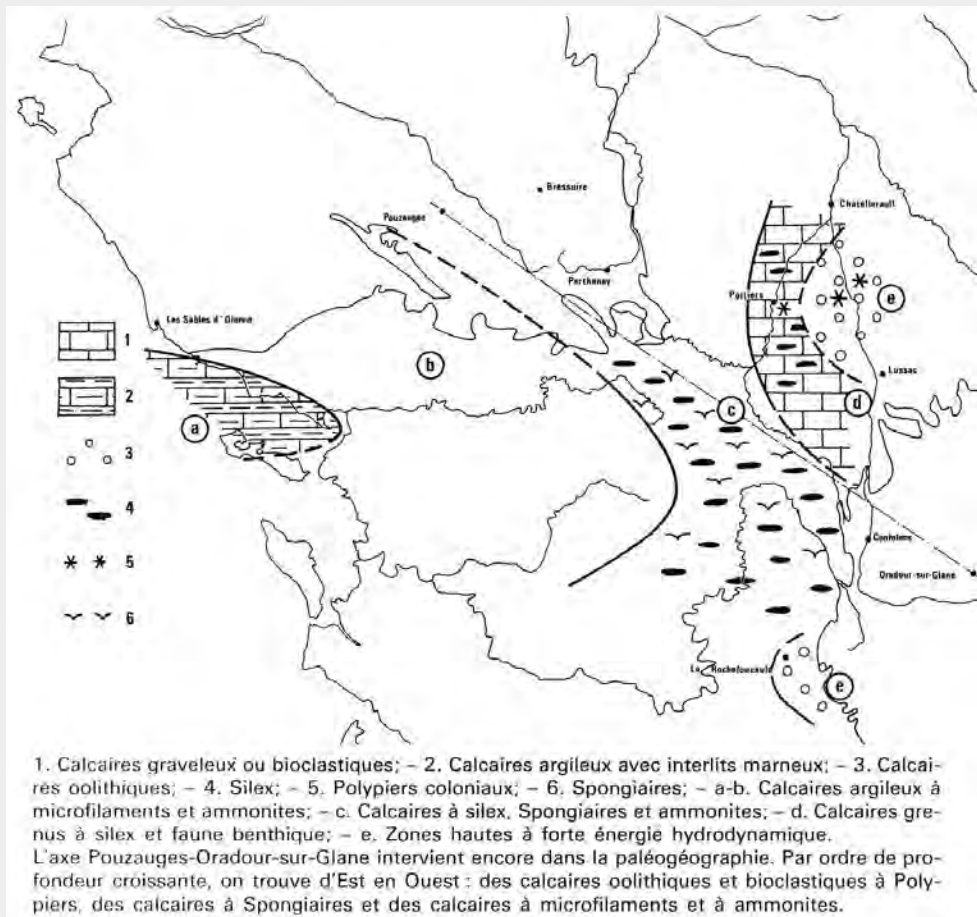 Bressuire
Pouzauges
Chatellerault
Parthenay
Poitiers
e
Les Sables d'Olonne
1
b
Lussac
2
c
d
a
3
4
Confolens
Oradour-sur-Glane
5
6
La Rochefoucauld
e
1. Calcaires graveleux ou bioclastiques; – 2. Calcaires argileux avec interlits marneux; – 3. Calcai-
res oolithiques; – 4. Silex; – 5. Polypiers coloniaux; – 6. Spongiaires; – a-b. Calcaires argileux à
microfilaments et ammonites; – c. Calcaires à silex, Spongiaires et ammonites; – d. Calcaires gre-
nus à silex et faune benthique; – e. Zones hautes à forte énergie hydrodynamique.
L'axe Pouzauges-Oradour-sur-Glane intervient encore dans la paléogéographie. Par ordre de pro-
fondeur croissante, on trouve d'Est en Ouest : des calcaires oolithiques et bioclastiques à Poly-
piers, des calcaires à Spongiaires et des calcaires à microfilaments et à ammonites.